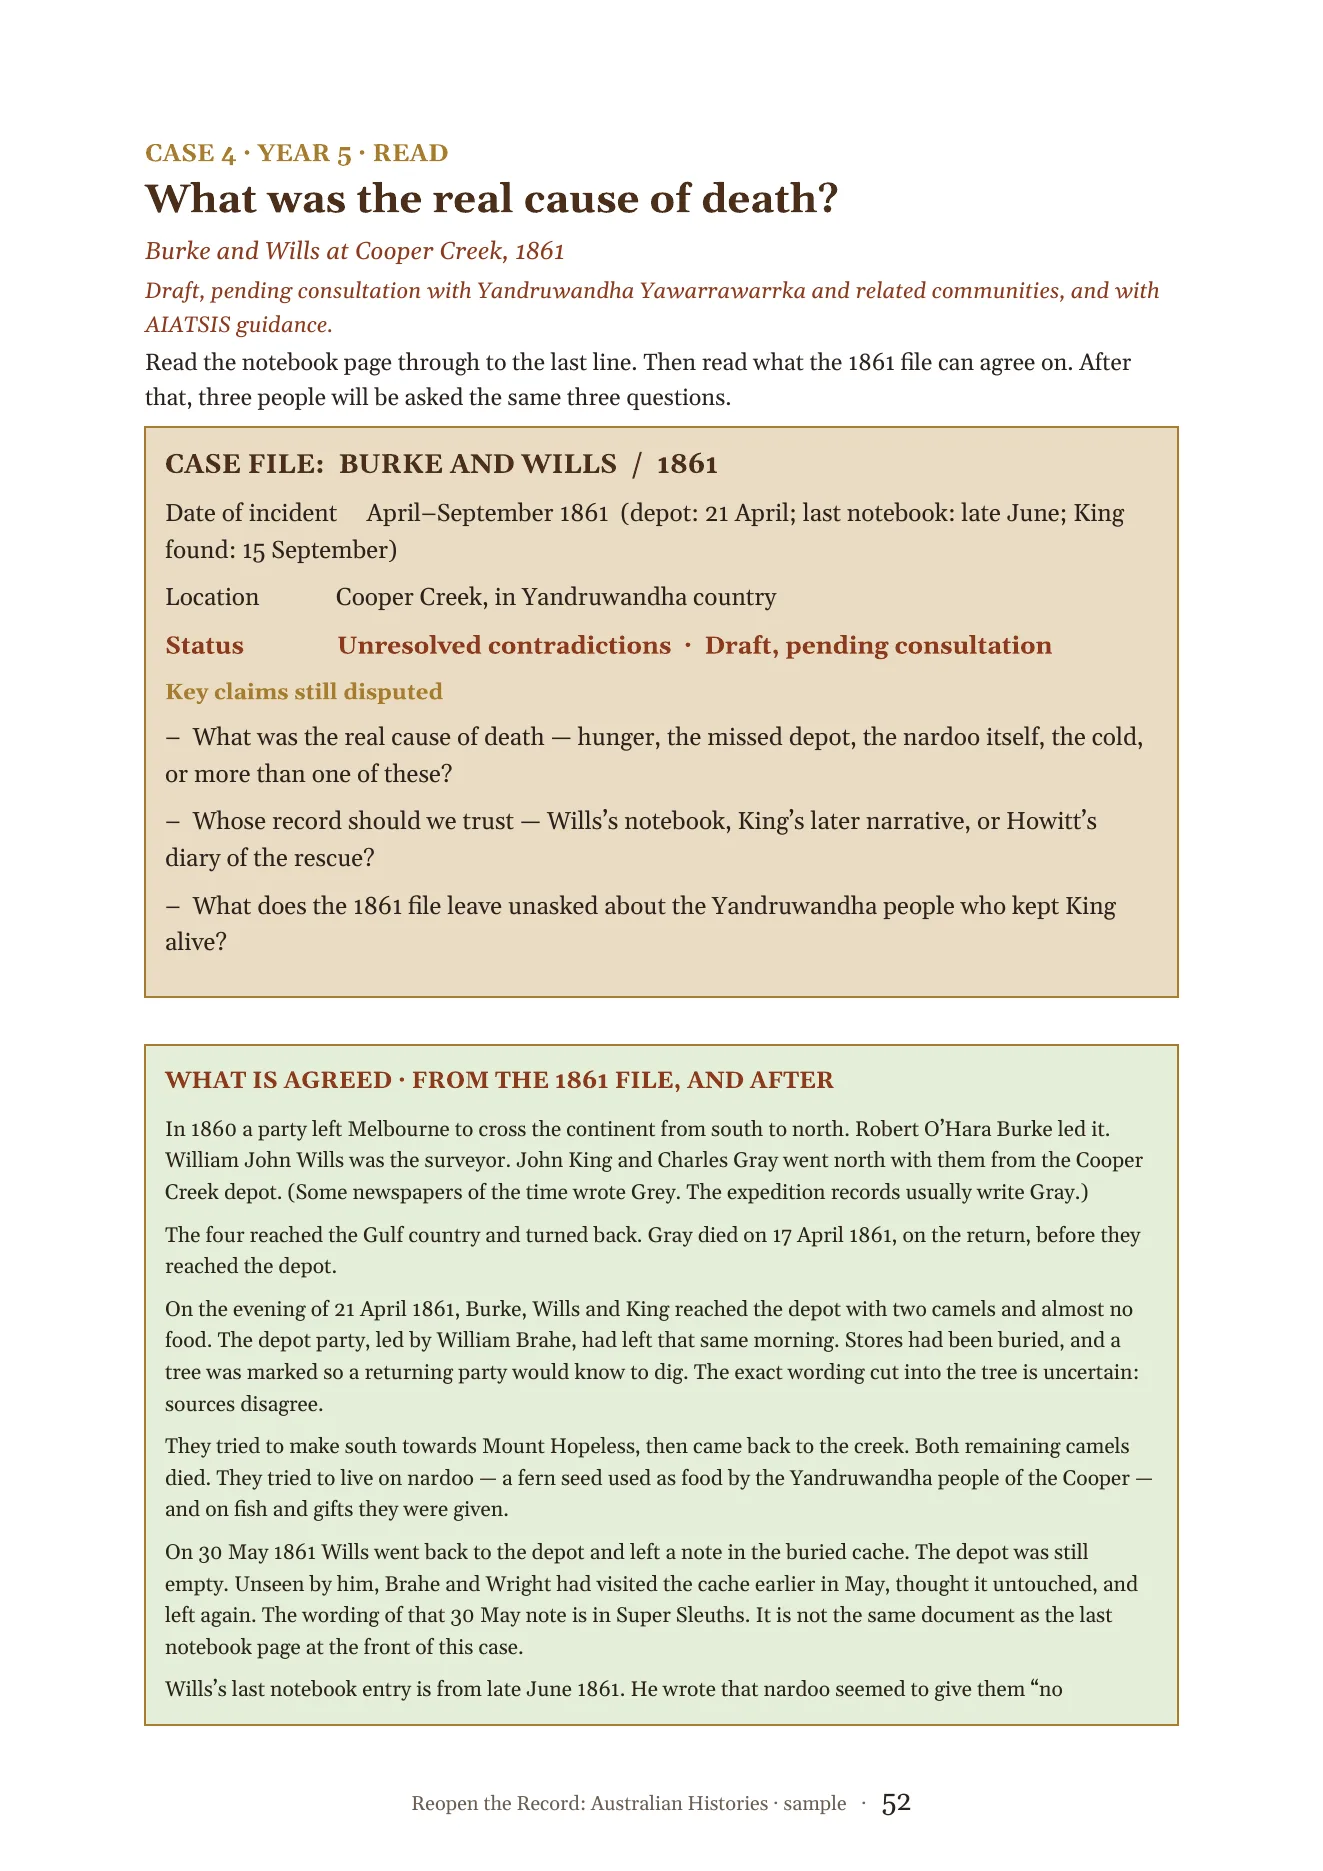 CASE 4 · YEAR 5 · READ
What was the real cause of death?
Burke and Wills at Cooper Creek, 1861
Draft, pending consultation with Yandruwandha Yawarrawarrka and related communities, and with
AIATSIS guidance.
Read the notebook page through to the last line. Then read what the 1861 file can agree on. After
that, three people will be asked the same three questions.
CASE FILE: BURKE AND WILLS / 1861
Date of incident April–September 1861 (depot: 21 April; last notebook: late June; King
found: 15 September)
Location Cooper Creek, in Yandruwandha country
Status Unresolved contradictions · Draft, pending consultation
Key claims still disputed
– What was the real cause of death — hunger, the missed depot, the nardoo itself, the cold,
or more than one of these?
– Whose record should we trust — Wills’s notebook, King’s later narrative, or Howitt’s
diary of the rescue?
– What does the 1861 file leave unasked about the Yandruwandha people who kept King
alive?
WHAT IS AGREED · FROM THE 1861 FILE, AND AFTER
In 1860 a party left Melbourne to cross the continent from south to north. Robert O’Hara Burke led it.
William John Wills was the surveyor. John King and Charles Gray went north with them from the Cooper
Creek depot. (Some newspapers of the time wrote Grey. The expedition records usually write Gray.)
The four reached the Gulf country and turned back. Gray died on 17 April 1861, on the return, before they
reached the depot.
On the evening of 21 April 1861, Burke, Wills and King reached the depot with two camels and almost no
food. The depot party, led by William Brahe, had left that same morning. Stores had been buried, and a
tree was marked so a returning party would know to dig. The exact wording cut into the tree is uncertain:
sources disagree.
They tried to make south towards Mount Hopeless, then came back to the creek. Both remaining camels
died. They tried to live on nardoo — a fern seed used as food by the Yandruwandha people of the Cooper —
and on fish and gifts they were given.
On 30 May 1861 Wills went back to the depot and left a note in the buried cache. The depot was still
empty. Unseen by him, Brahe and Wright had visited the cache earlier in May, thought it untouched, and
left again. The wording of that 30 May note is in Super Sleuths. It is not the same document as the last
notebook page at the front of this case.
Wills’s last notebook entry is from late June 1861. He wrote that nardoo seemed to give them “no
Reopen the Record: Australian Histories · sample · 52